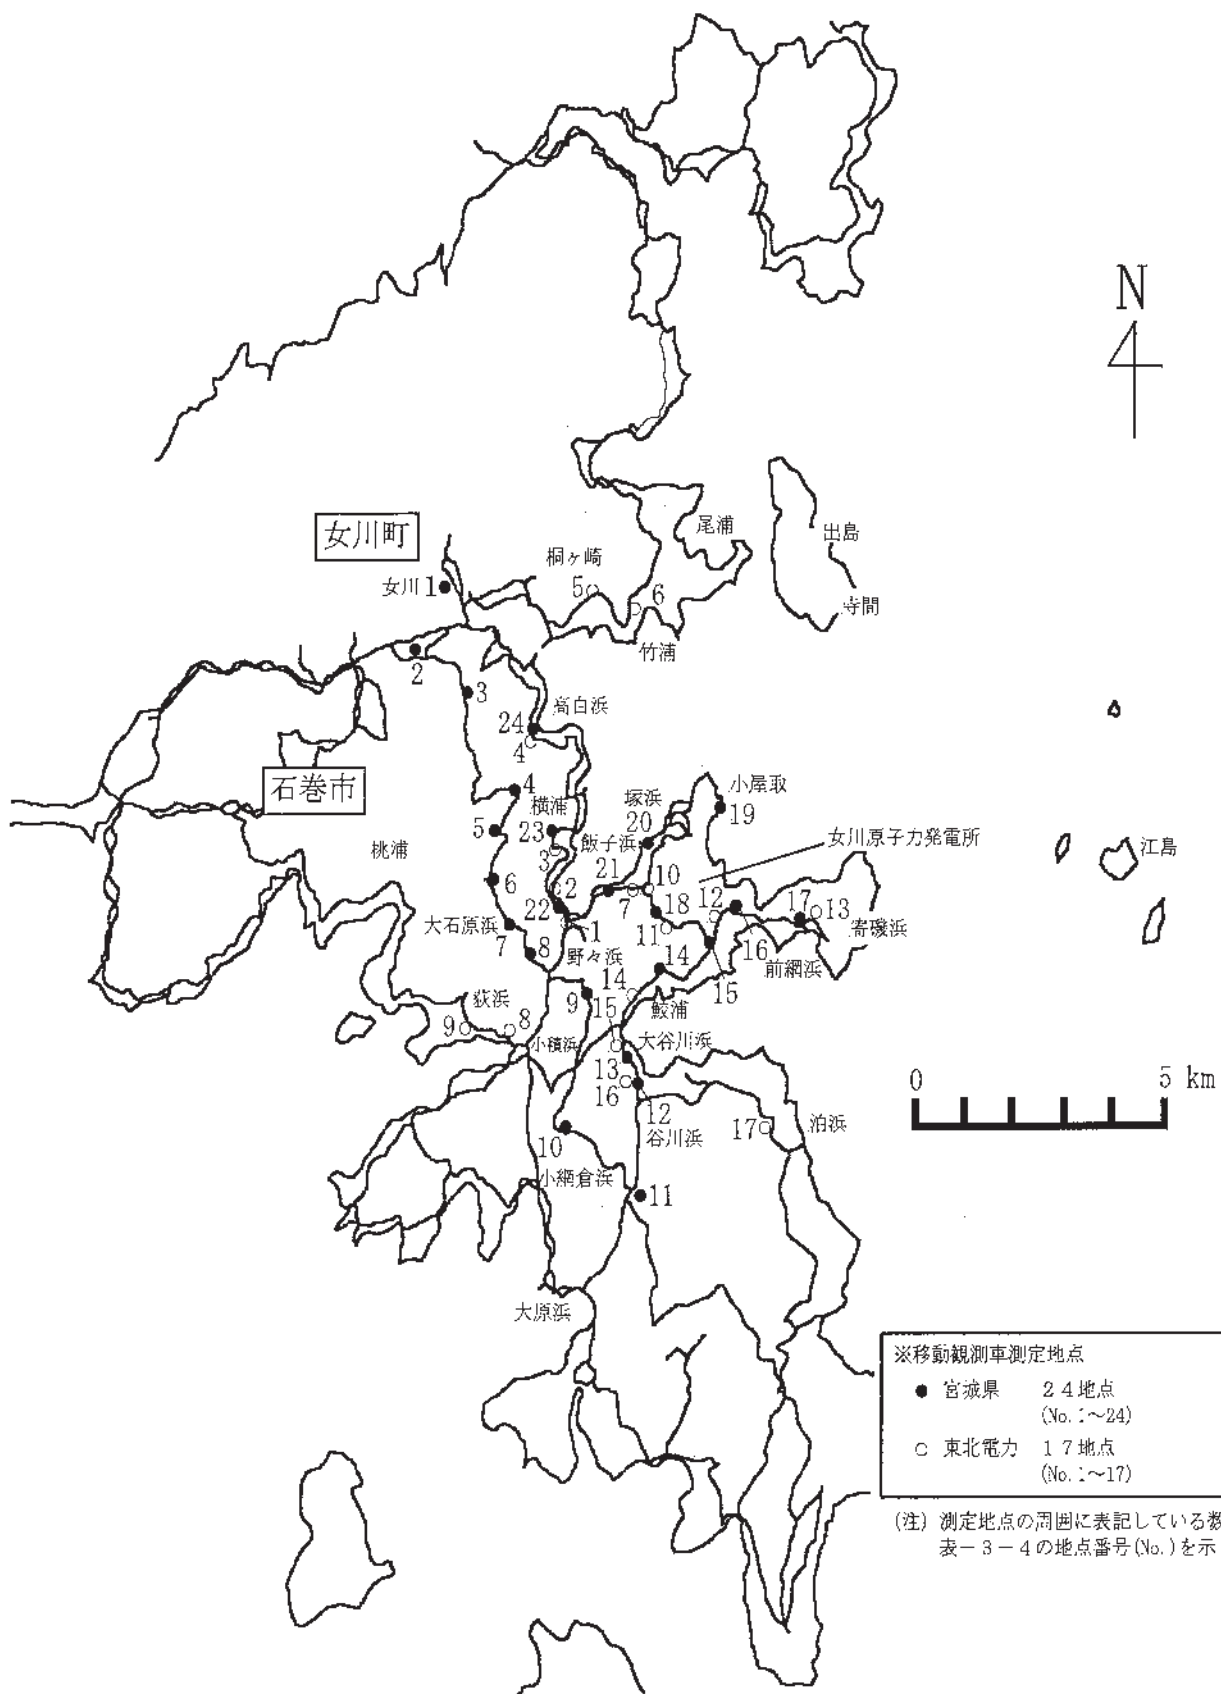 N
尾浦
女川町
出島
桐ヶ崎
女川 1
5
6
寺間
竹浦
2
3
高白浜
24
4
石巻市
4
小屋取
横浦
塚浜
19
23
20
5
飯子浜
女川原子力発電所
桃浦
3
江島
21
10
6
2
7
18
12
17
13
22
大石原浜
11
寄磯浜
1
16
7
8
野々浜
14
前網浜
14
15
9
15
鮫浦
荻浜
9
8
小積浜
大谷川浜
13
0
5 km
16
12
17
泊浜
谷川浜
10
小網倉浜
11
大原浜
※移動観測車測定地点
● 宮城県 24地点
(No.1～24)
○ 東北電力 17地点
(No.1～17)
(注) 測定地点の周囲に表記している数
表－3－4の地点番号(No.)を示